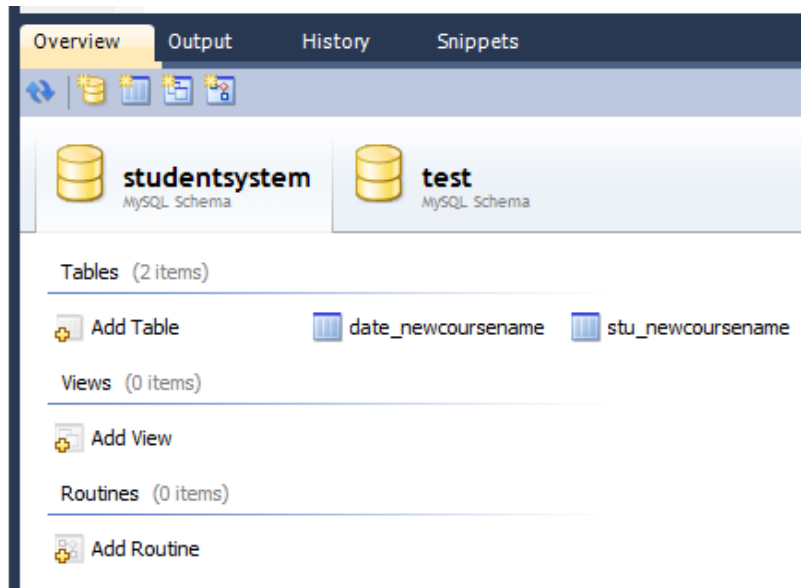 Overview Output History Snippets
studentsystem test
MySQL Schema MySQL Schema
Tables (2 items)
Add Table date_newcoursename stu_newcoursename
Views (0 items)
Add View
Routines (0 items)
Add Routine